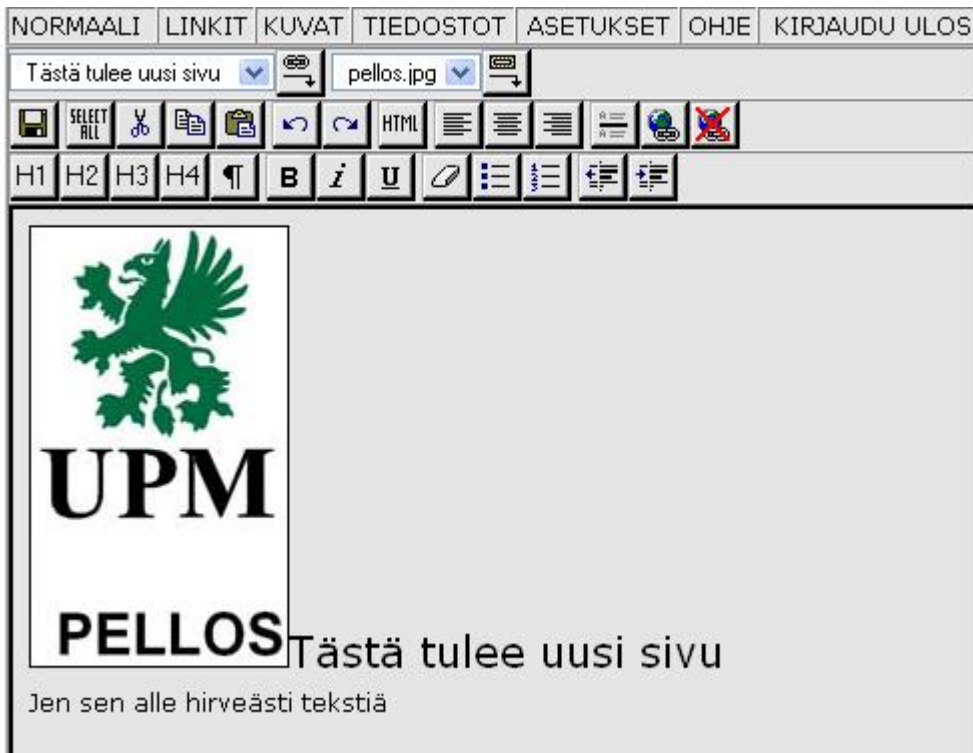 NORMAALI LINKIT KUVAT TIEDOSTOT ASETUKSET OHJE KIRJAUDU ULOS
Tästä tulee uusi sivu pellos.jpg
SELECT ALL HTML
H1 H2 H3 H4 ¶ B i U
UPM
PELLOS
Tästä tulee uusi sivu
Jen sen alle hirveästi tekstiä